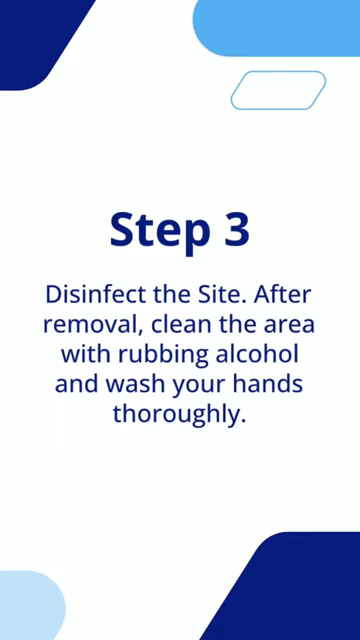 Step 3
Disinfect the Site. After
removal, clean the area
with rubbing alcohol
and wash your hands
thoroughly.